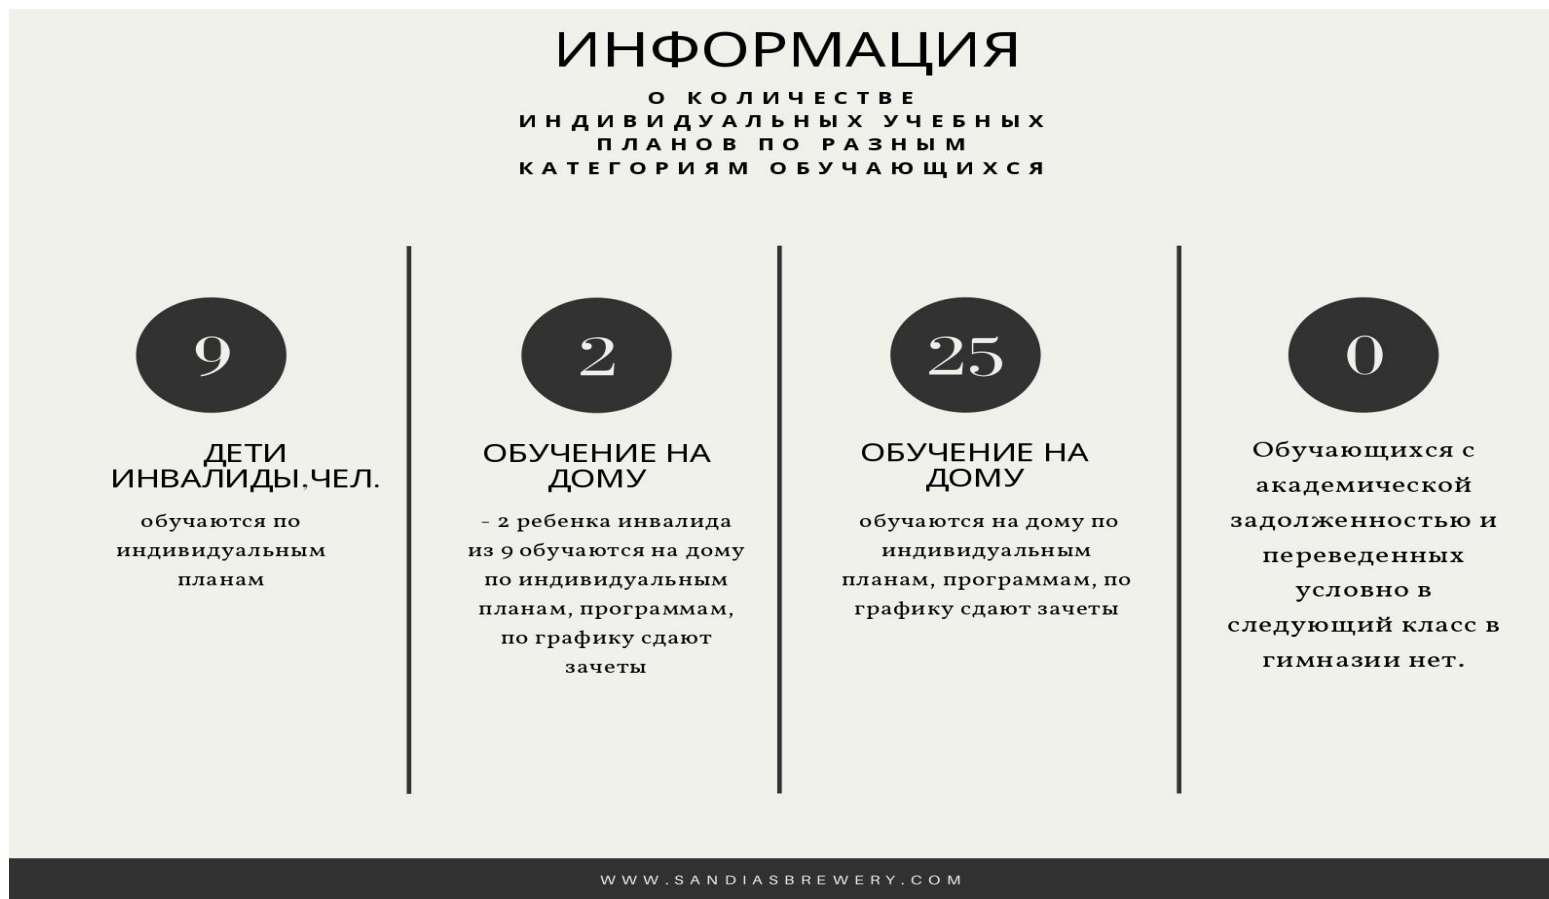 ИНФОРМАЦИЯ
О КОЛИЧЕСТВЕ
ИНДИВИДУАЛЬНЫХ УЧЕБНЫХ
ПЛАНОВ ПО РАЗНЫМ
КАТЕГОРИЯМ ОБУЧАЮЩИХСЯ
9
ДЕТИ
ИНВАЛИДЫ,ЧЕЛ.
обучаются по
индивидуальным
планам
2
ОБУЧЕНИЕ НА
ДОМУ
- 2 ребенка инвалида
из 9 обучаются на дому
по индивидуальным
планам, программам,
по графику сдают
зачеты
25
ОБУЧЕНИЕ НА
ДОМУ
обучаются на дому по
индивидуальным
планам, программам, по
графику сдают зачеты
0
Обучающихся с
академической
задолженностью и
переведенных
условно в
следующий класс в
гимназии нет.
WWW.SANDIASBREWERY.COM